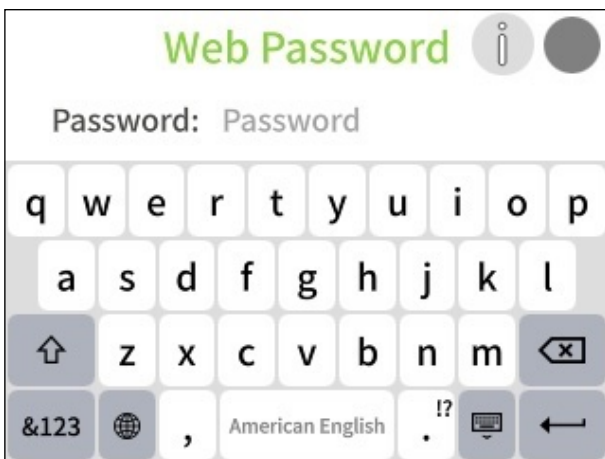 Web Password i
Password: Password
q w e r t y u i o p
a s d f g h j k l
z x c v b n m
&123 , American English . !?